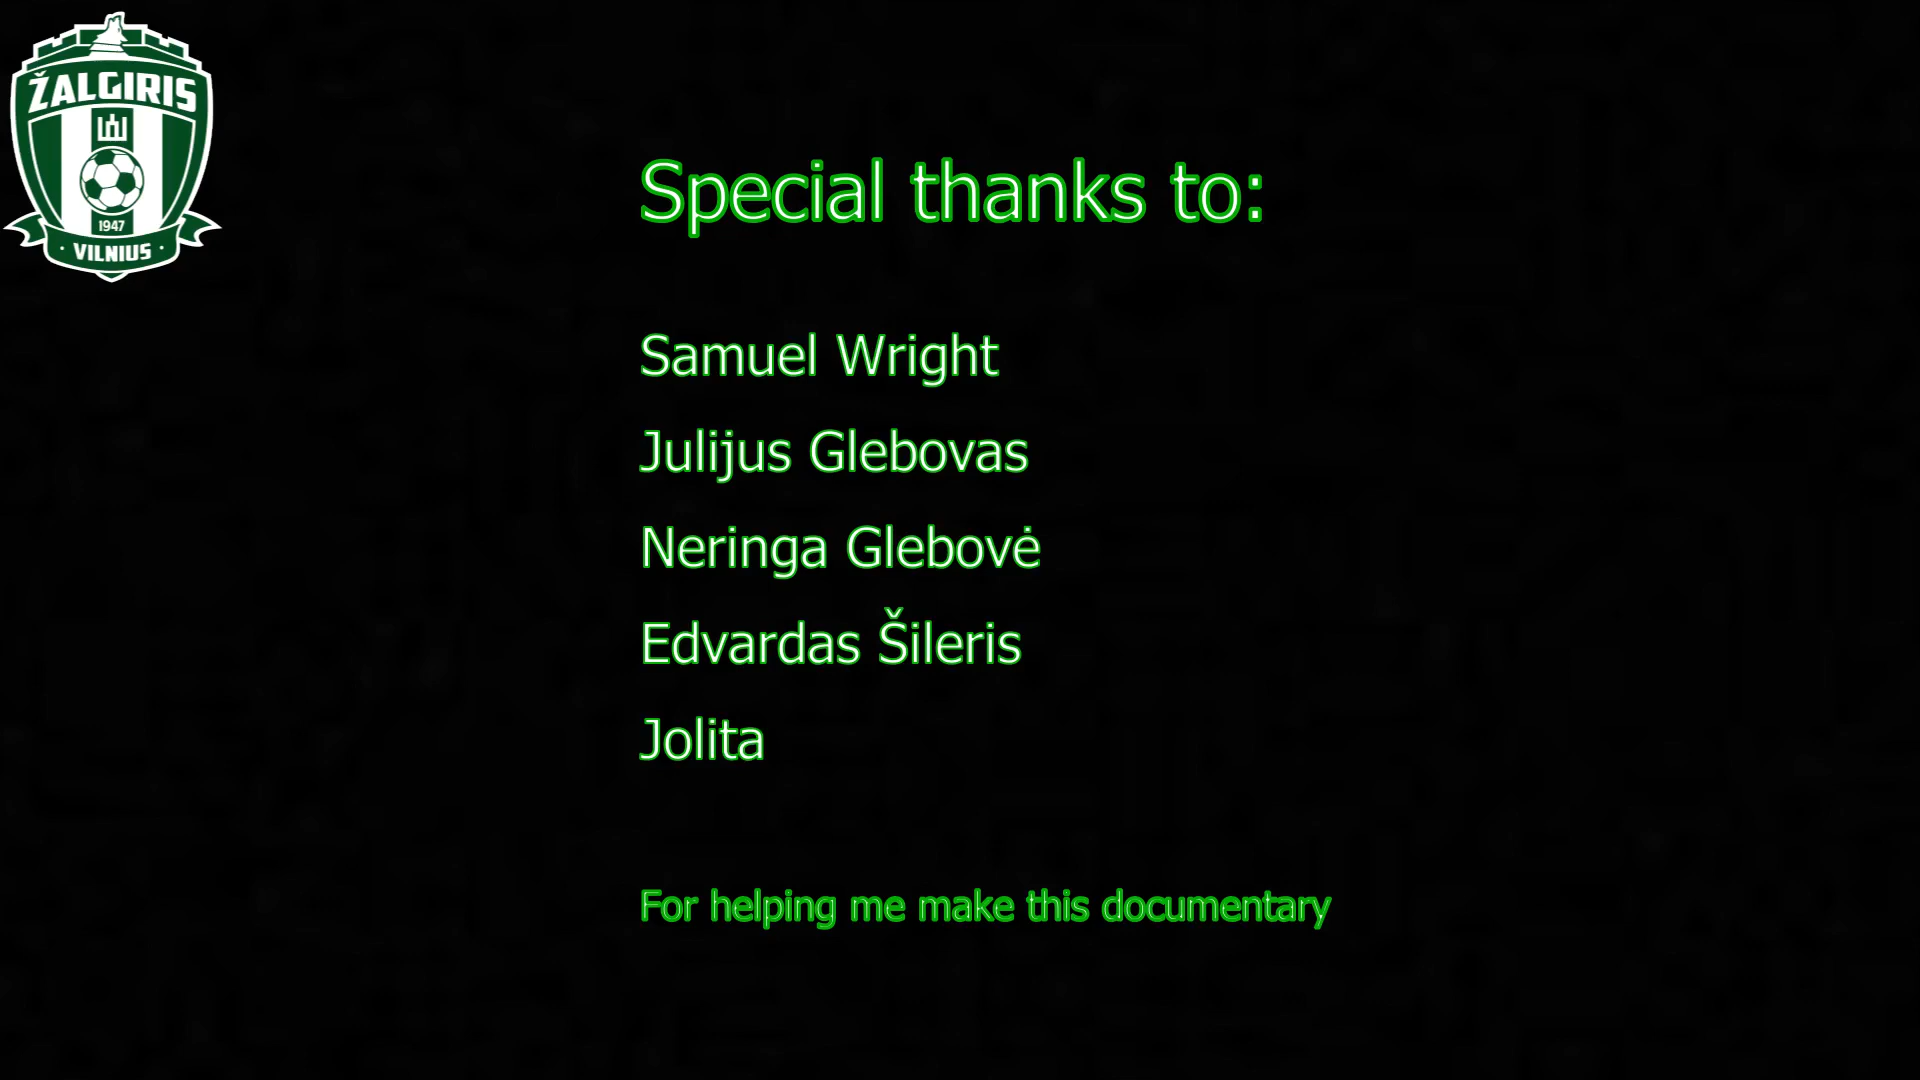 ŽALGIRIS
1947
· VILNIUS ·
Special thanks to:
Samuel Wright
Julijus Glebovas
Neringa Glebovė
Edvardas Šileris
Jolita
For helping me make this documentary